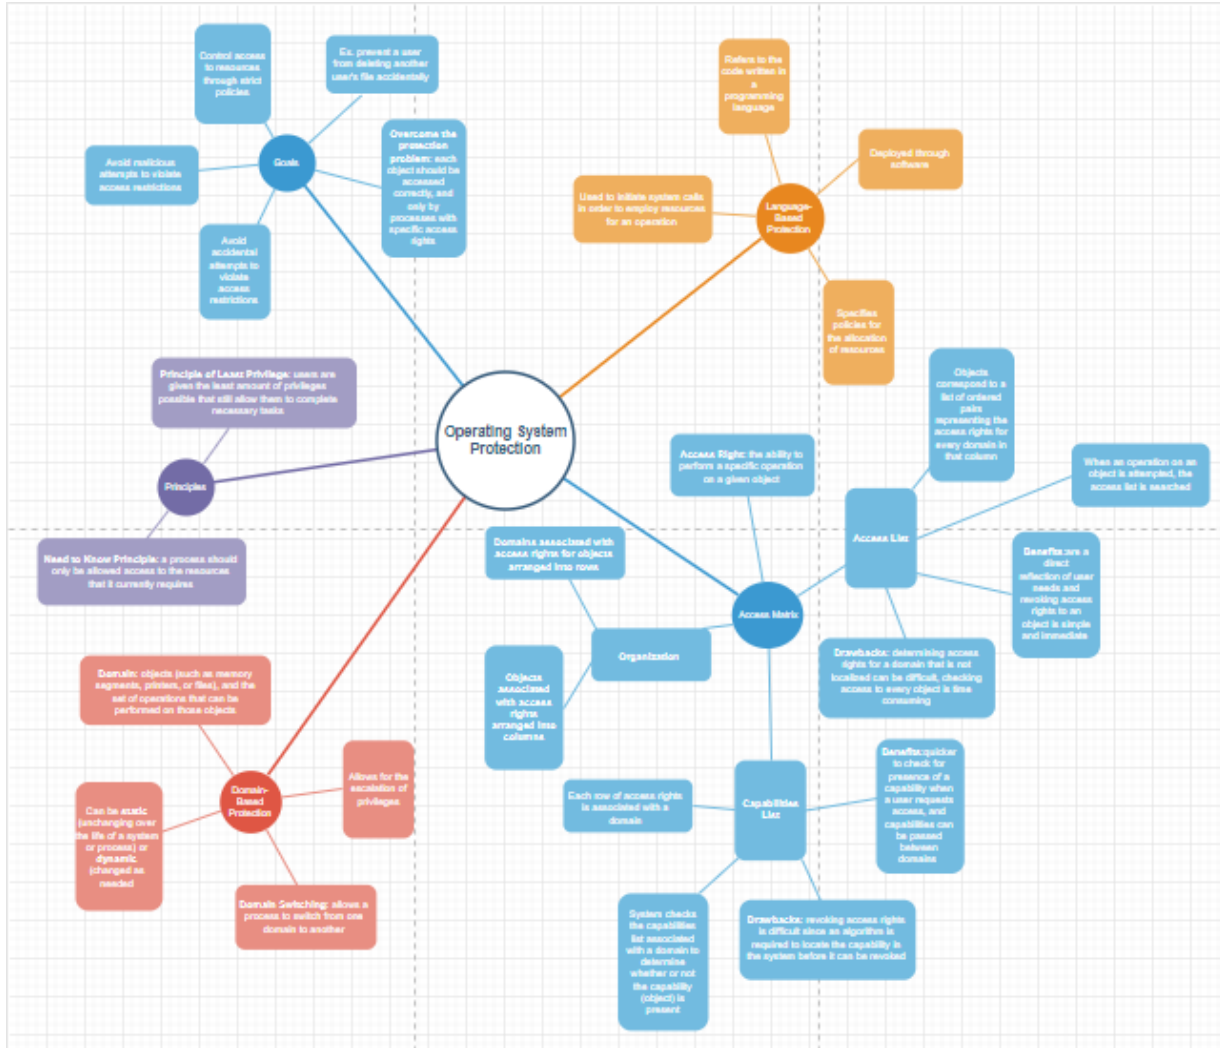 Control access
to resources
through strict
policies
Ex. prevent a user
from deleting another
user's file accidentally
Overcome the
protection
problem: each
object should be
accessed
correctly, and
only by
processes with
specific access
rights
Goals
Avoid malicious
attempts to violate
access restrictions
Avoid
accidental
attempts to
violate
access
restrictions
Refers to the
code written in
a
programming
language
Deployed through
software
Used to initiate system calls
in order to employ resources
for an operation
Language-
Based
Protection
Specifies
policies for
the allocation
of resources
Principle of Least Privilege: users are
given the least amount of privileges
possible that still allow them to complete
necessary tasks
Principles
Need to Know Principle: a process should
only be allowed access to the resources
that it currently requires
Operating System
Protection
Access Right: the ability to
perform a specific operation
on a given object
Objects
correspond to a
list of ordered
pairs
representing the
access rights for
every domain in
that column
When an operation on an
object is attempted, the
access list is searched
Access List
Benefits:are a
direct
reflection of user
needs and
revoking access
rights to an
object is simple
and immediate
Drawbacks: determining access
rights for a domain that is not
localized can be difficult, checking
access to every object is time
consuming
Domains associated with
access rights for objects
arranged into rows
Access Matrix
Organization
Objects
associated
with access
rights
arranged into
columns
Domain: objects (such as memory
segments, printers, or files), and the
set of operations that can be
performed on those objects
Domain-
Based
Protection
Allows for the
escalation of
privileges
Can be static
(unchanging over
the life of a system
or process) or
dynamic
(changed as
needed
Domain Switching: allows a
process to switch from one
domain to another
Each row of access rights
is associated with a
domain
Capabilities
List
Benefits:quicker
to check for
presence of a
capability when
a user requests
access, and
capabilities can
be passed
between
domains
System checks
the capabilities
list associated
with a domain to
determine
whether or not
the capability
(object) is
present
Drawbacks: revoking access rights
is difficult since an algorithm is
required to locate the capability in
the system before it can be revoked